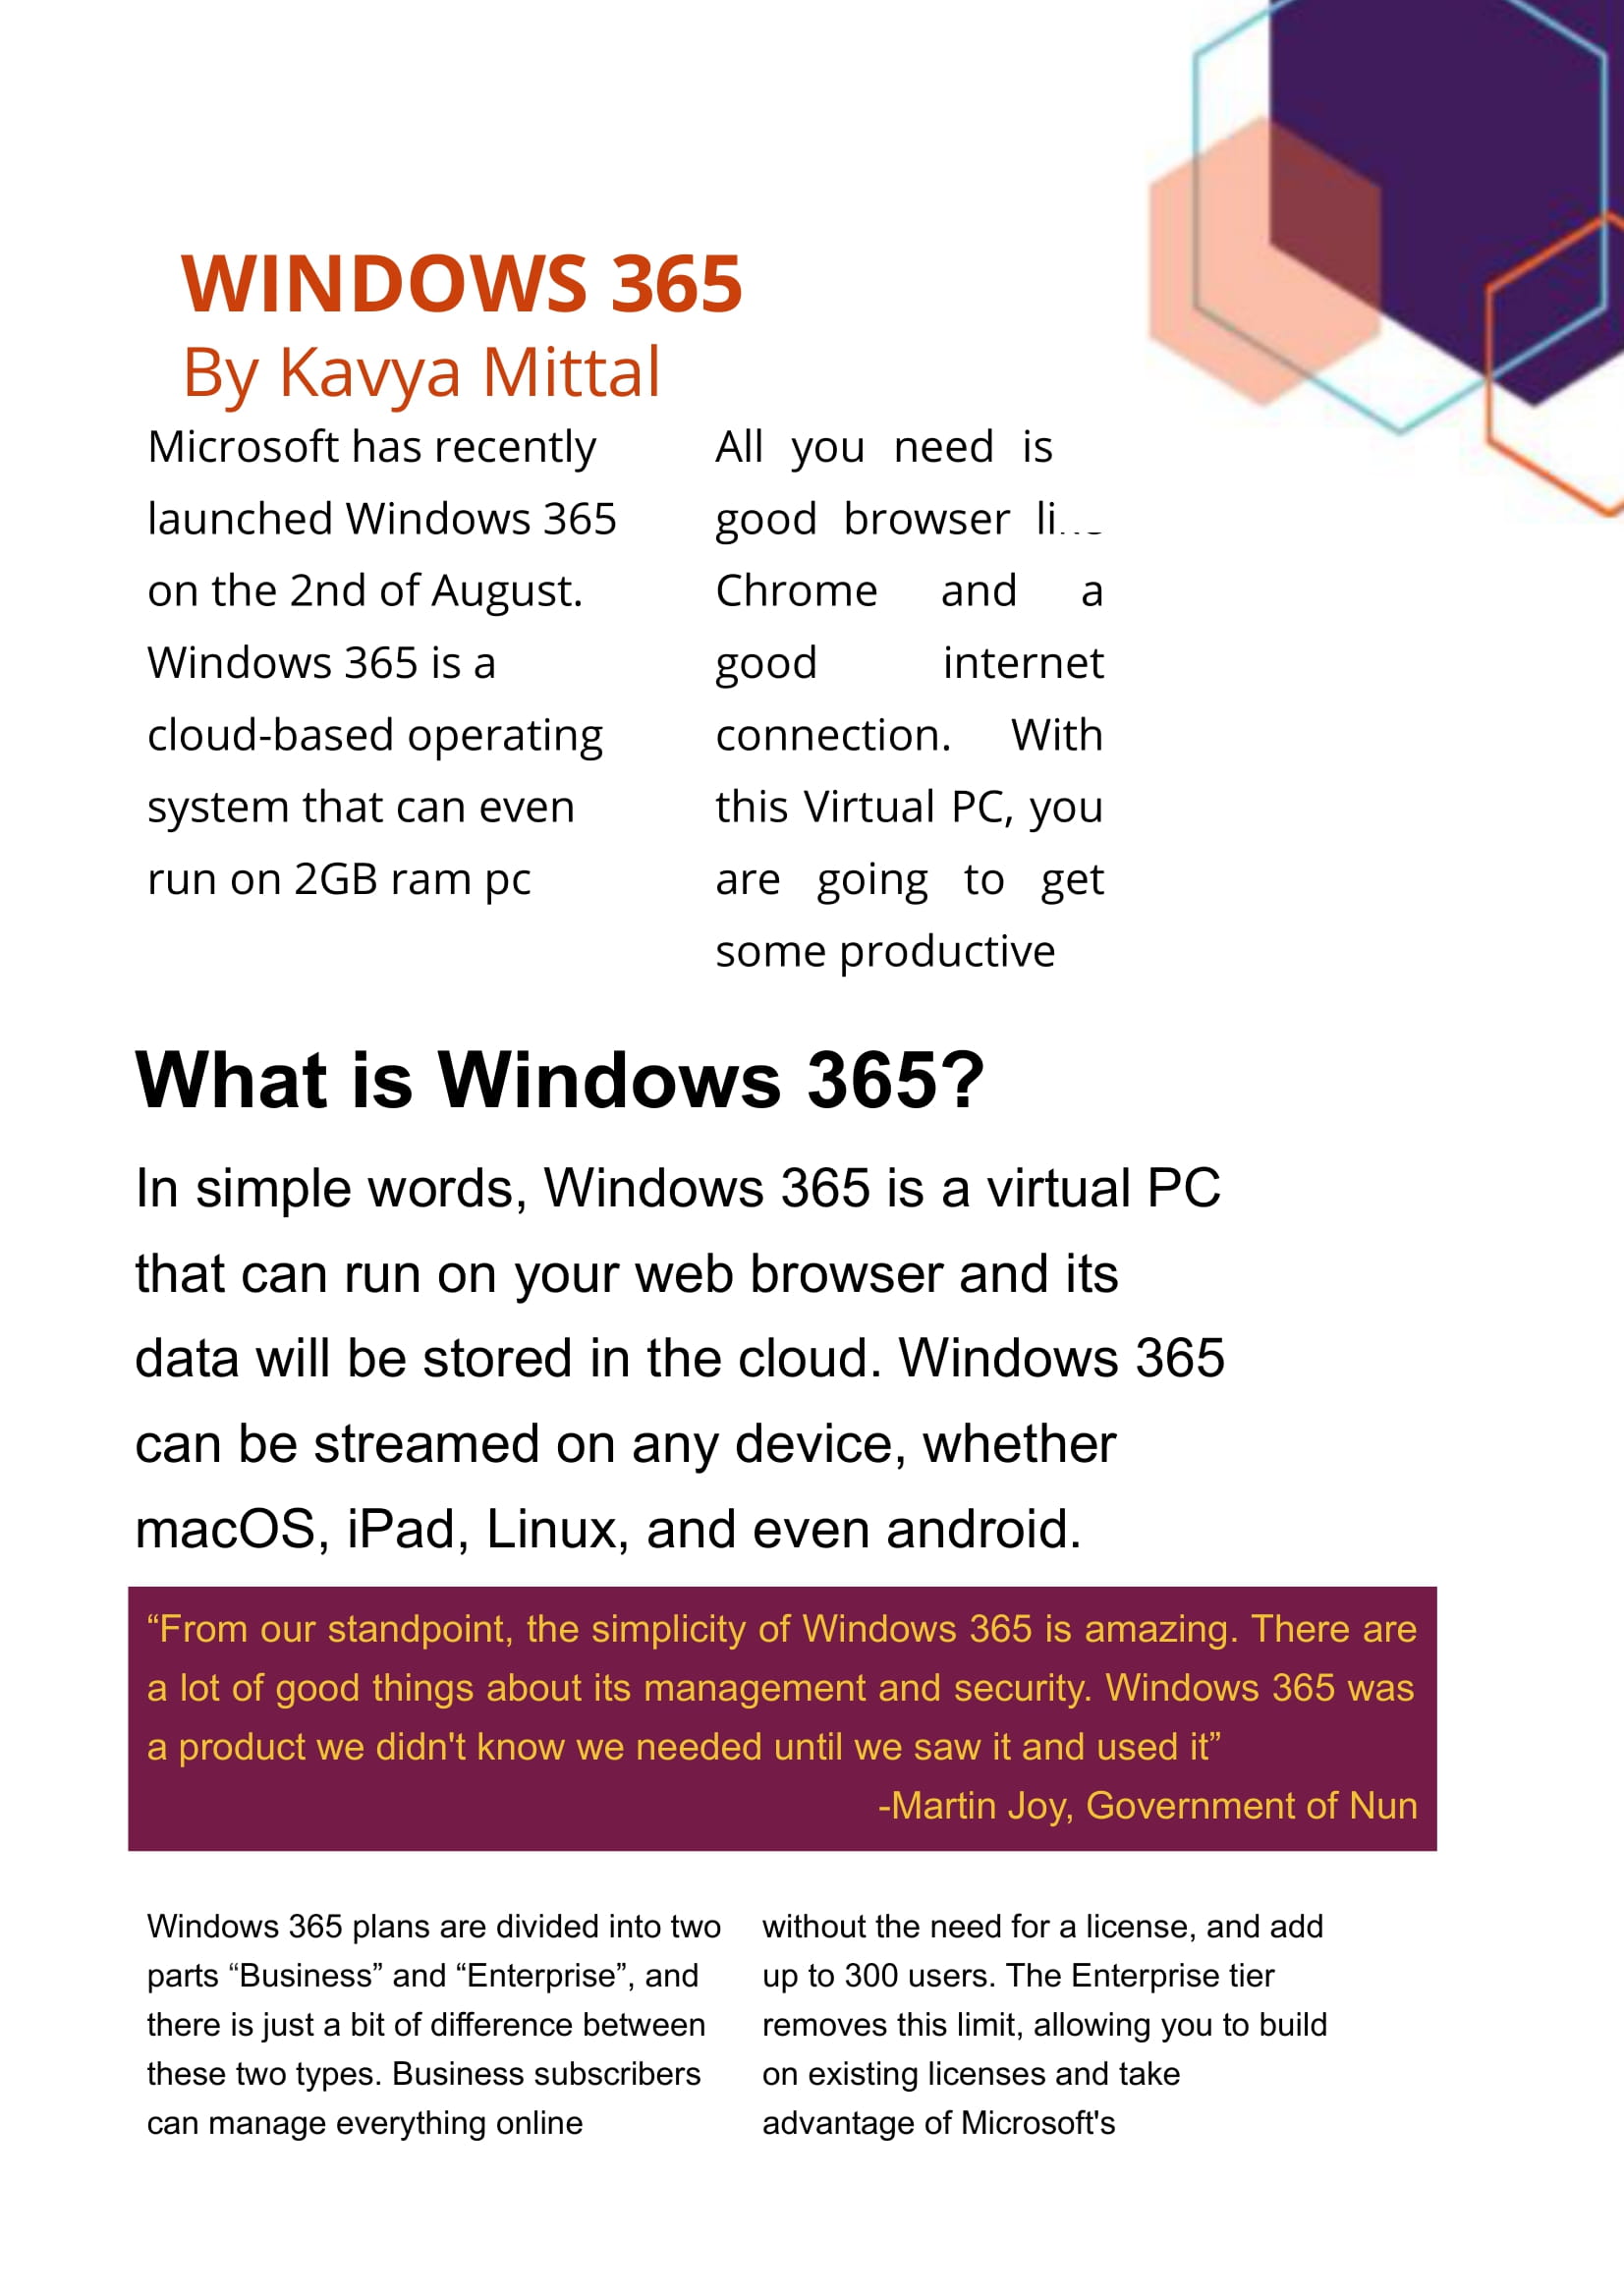 WINDOWS 365
By Kavya Mittal
Microsoft has recently
launched Windows 365
on the 2nd of August.
Windows 365 is a
cloud-based operating
system that can even
run on 2GB ram pc
All you need is
good browser
Chrome and a
good internet
connection. With
this Virtual PC, you
are going to get
some productive
What is Windows 365?
In simple words, Windows 365 is a virtual PC
that can run on your web browser and its
data will be stored in the cloud. Windows 365
can be streamed on any device, whether
macOS, iPad, Linux, and even android.
“From our standpoint, the simplicity of Windows 365 is amazing. There are
a lot of good things about its management and security. Windows 365 was
a product we didn't know we needed until we saw it and used it”
-Martin Joy, Government of Nun
Windows 365 plans are divided into two
parts “Business” and “Enterprise”, and
there is just a bit of difference between
these two types. Business subscribers
can manage everything online
without the need for a license, and add
up to 300 users. The Enterprise tier
removes this limit, allowing you to build
on existing licenses and take
advantage of Microsoft's